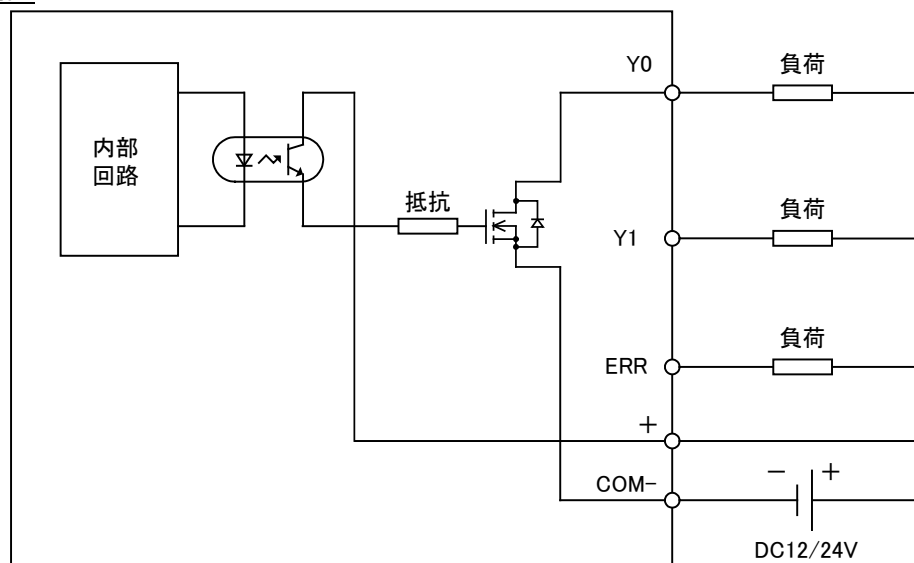 Y0
負荷
内部
回路
抵抗
Y1
負荷
ERR
負荷
+
COM-
- +
DC12/24V